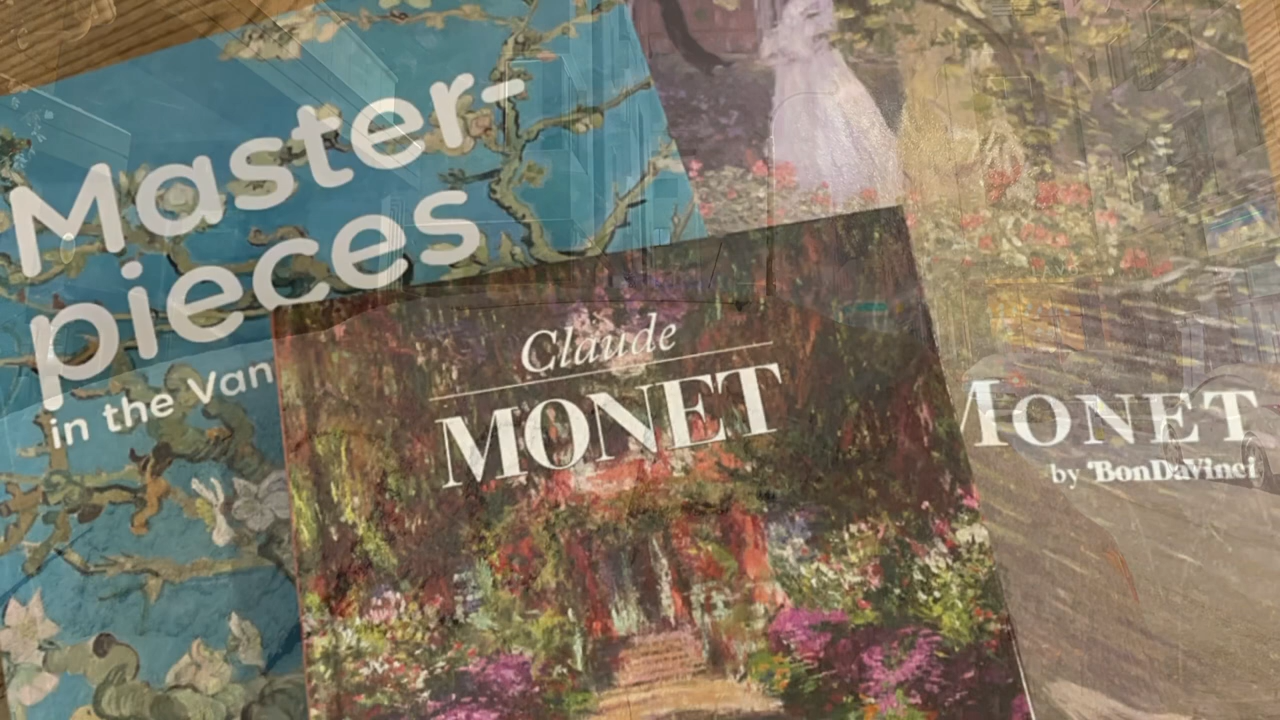 Master-
pieces
in the Van
Claude
MONET
MONET
by BonDaVinci